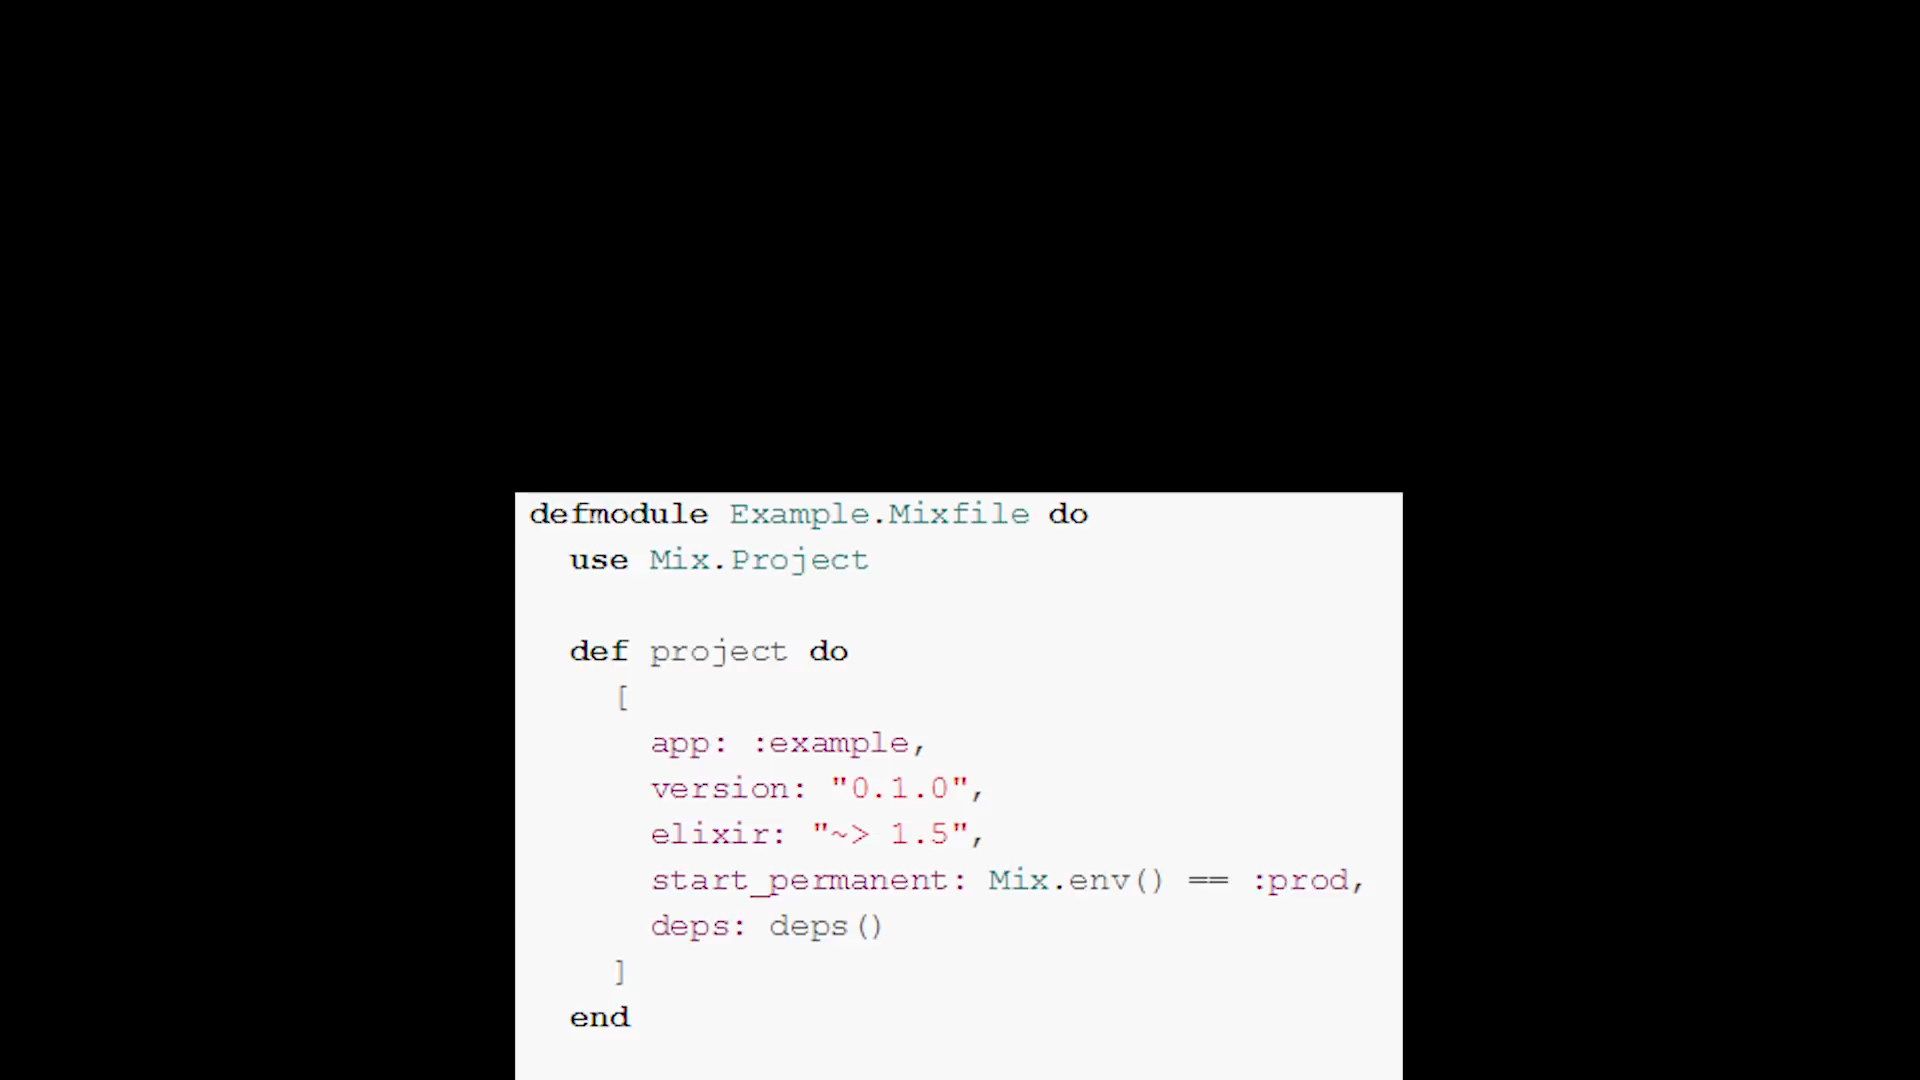 defmodule Example.Mixfile do
  use Mix.Project

  def project do
    [
      app: :example,
      version: "0.1.0",
      elixir: "~> 1.5",
      start_permanent: Mix.env() == :prod,
      deps: deps()
    ]
  end